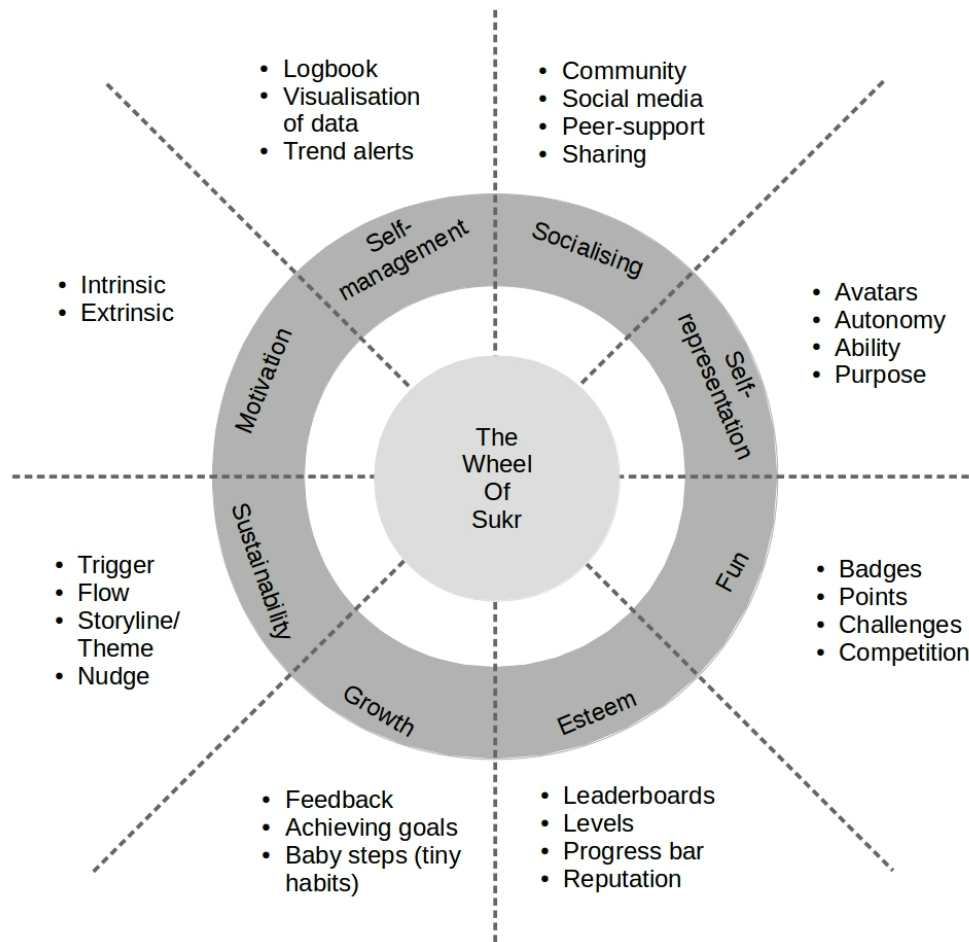 • Logbook
• Visualisation
of data
• Trend alerts
• Community
• Social media
• Peer-support
• Sharing
Self-
management
Socialising
• Intrinsic
• Extrinsic
Motivation
Self-
representation
• Avatars
• Autonomy
• Ability
• Purpose
The
Wheel
Of
Sukr
• Trigger
• Flow
• Storyline/
Theme
• Nudge
Sustainability
Fun
• Badges
• Points
• Challenges
• Competition
Growth
Esteem
• Feedback
• Achieving goals
• Baby steps (tiny
habits)
• Leaderboards
• Levels
• Progress bar
• Reputation